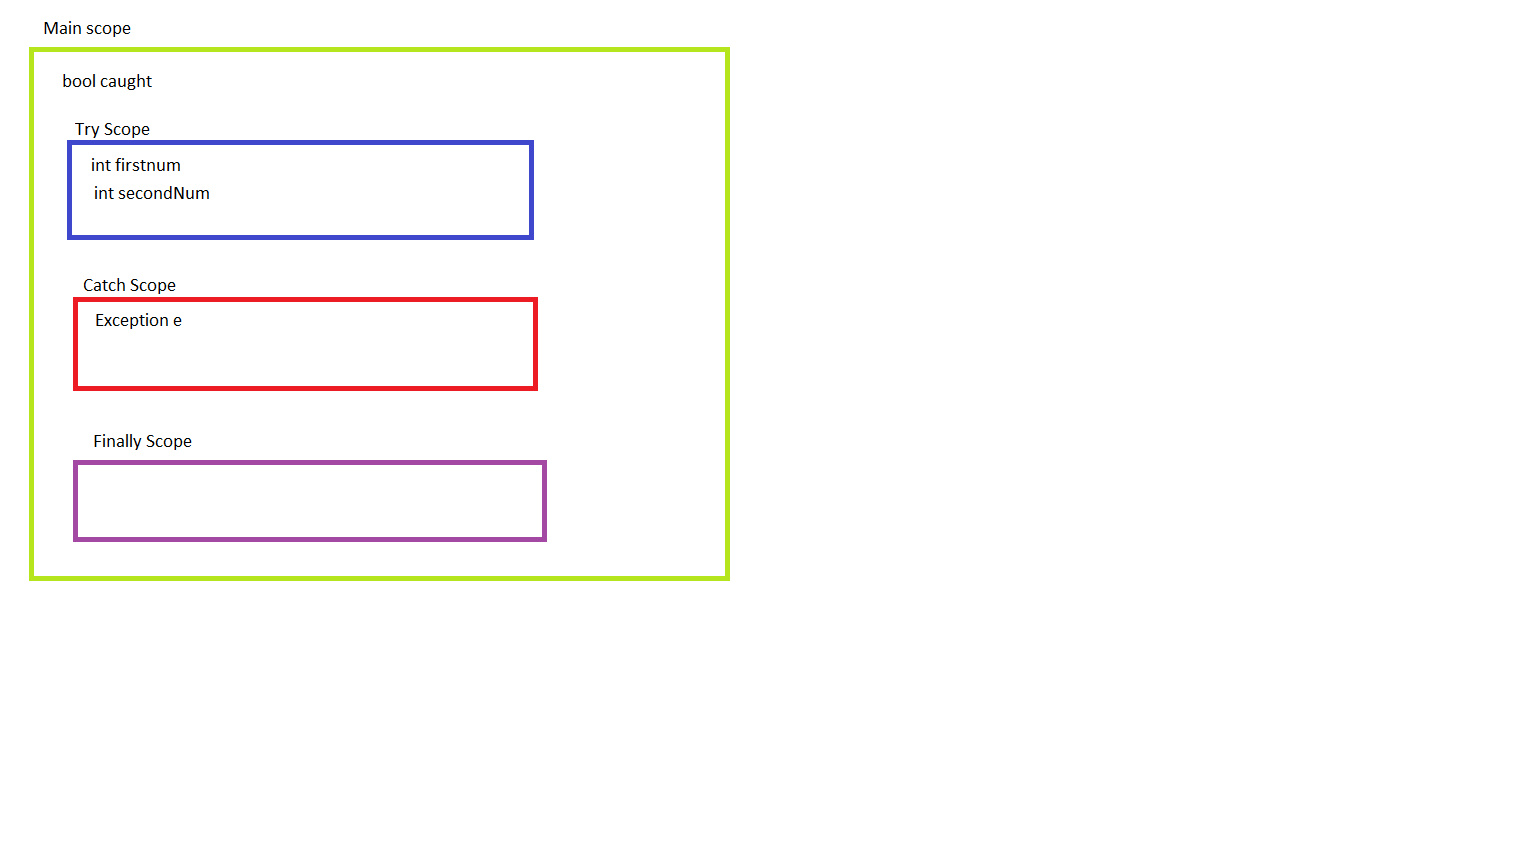 Main scope
bool caught
Try Scope
int firstnum
int secondNum
Catch Scope
Exception e
Finally Scope